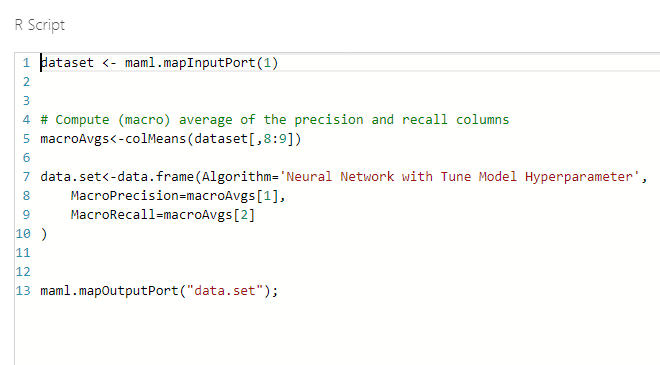 R Script
1 dataset <- maml.mapInputPort(1)
2
3
4 # Compute (macro) average of the precision and recall columns
5 macroAvgs<-colMeans(dataset[,8:9])
6
7 data.set<-data.frame(Algorithm='Neural Network with Tune Model Hyperparameter',
8     MacroPrecision=macroAvgs[1],
9     MacroRecall=macroAvgs[2]
10 )
11
12
13 maml.mapOutputPort("data.set");